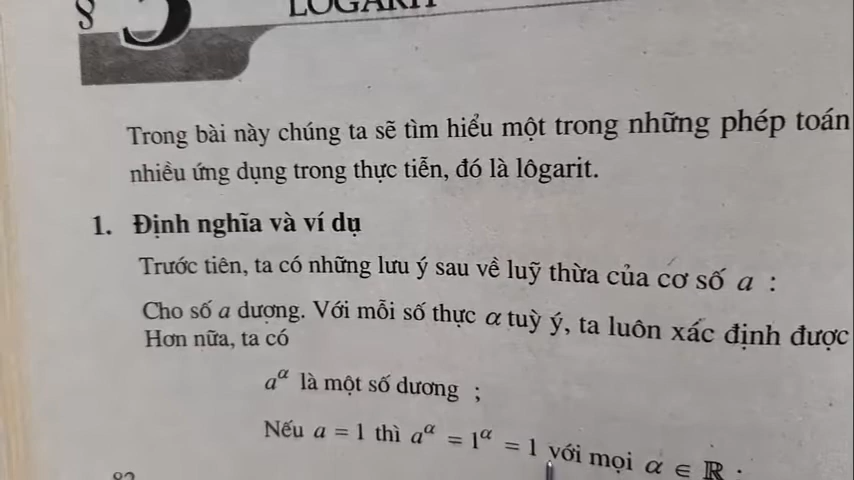 § 3 LÔGARIT
Trong bài này chúng ta sẽ tìm hiểu một trong những phép toán
nhiều ứng dụng trong thực tiễn, đó là lôgarit.
1. Định nghĩa và ví dụ
Trước tiên, ta có những lưu ý sau về luỹ thừa của cơ số a :
Cho số a dương. Với mỗi số thực α tuỳ ý, ta luôn xác định được
Hơn nữa, ta có
a^α là một số dương ;
Nếu a = 1 thì a^α = 1^α = 1 với mọi α ∈ ℝ .